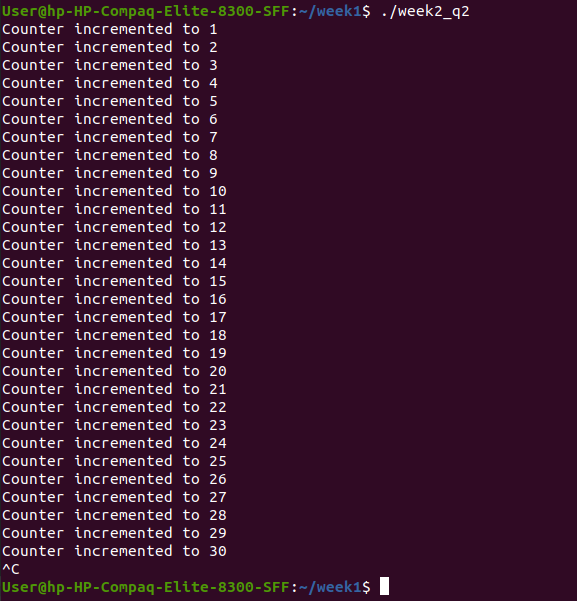 User@hp-HP-Compaq-Elite-8300-SFF:~/week1$ ./week2_q2
Counter incremented to 1
Counter incremented to 2
Counter incremented to 3
Counter incremented to 4
Counter incremented to 5
Counter incremented to 6
Counter incremented to 7
Counter incremented to 8
Counter incremented to 9
Counter incremented to 10
Counter incremented to 11
Counter incremented to 12
Counter incremented to 13
Counter incremented to 14
Counter incremented to 15
Counter incremented to 16
Counter incremented to 17
Counter incremented to 18
Counter incremented to 19
Counter incremented to 20
Counter incremented to 21
Counter incremented to 22
Counter incremented to 23
Counter incremented to 24
Counter incremented to 25
Counter incremented to 26
Counter incremented to 27
Counter incremented to 28
Counter incremented to 29
Counter incremented to 30
^C
User@hp-HP-Compaq-Elite-8300-SFF:~/week1$